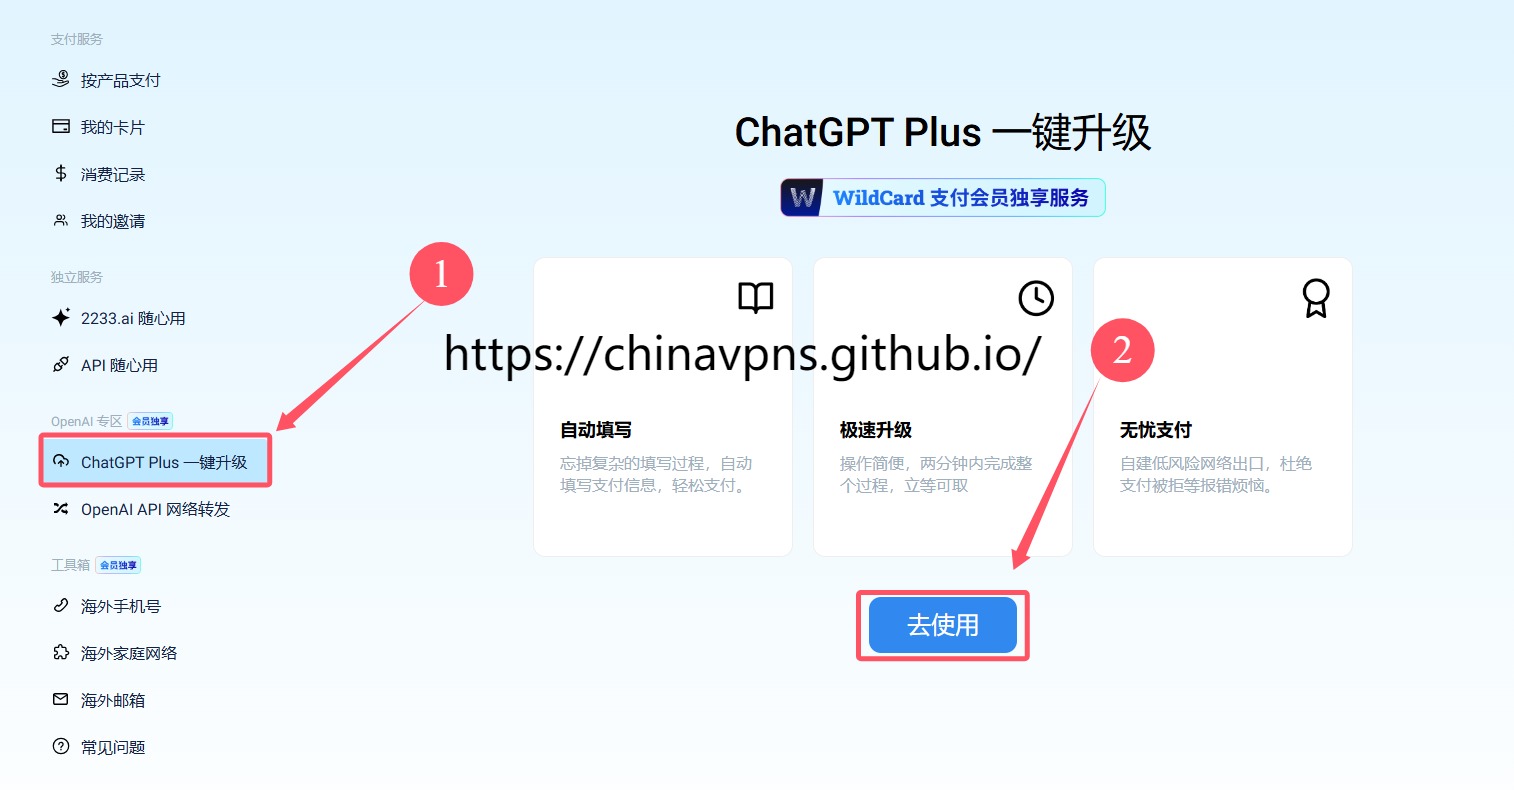 支付服务
按产品支付
我的卡片
消费记录
我的邀请
独立服务
2233.ai 随心用
API 随心用
OpenAI 专区 会员独享
ChatGPT Plus 一键升级
OpenAI API 网络转发
工具箱 会员独享
海外手机号
海外家庭网络
海外邮箱
常见问题
ChatGPT Plus 一键升级
W WildCard 支付会员独享服务
1
https://chinavpns.github.io/
2
自动填写
忘掉复杂的填写过程，自动
填写支付信息，轻松支付。
极速升级
操作简便，两分钟内完成整
个过程，立等可取
无忧支付
自建低风险网络出口，杜绝
支付被拒等报错烦恼。
去使用